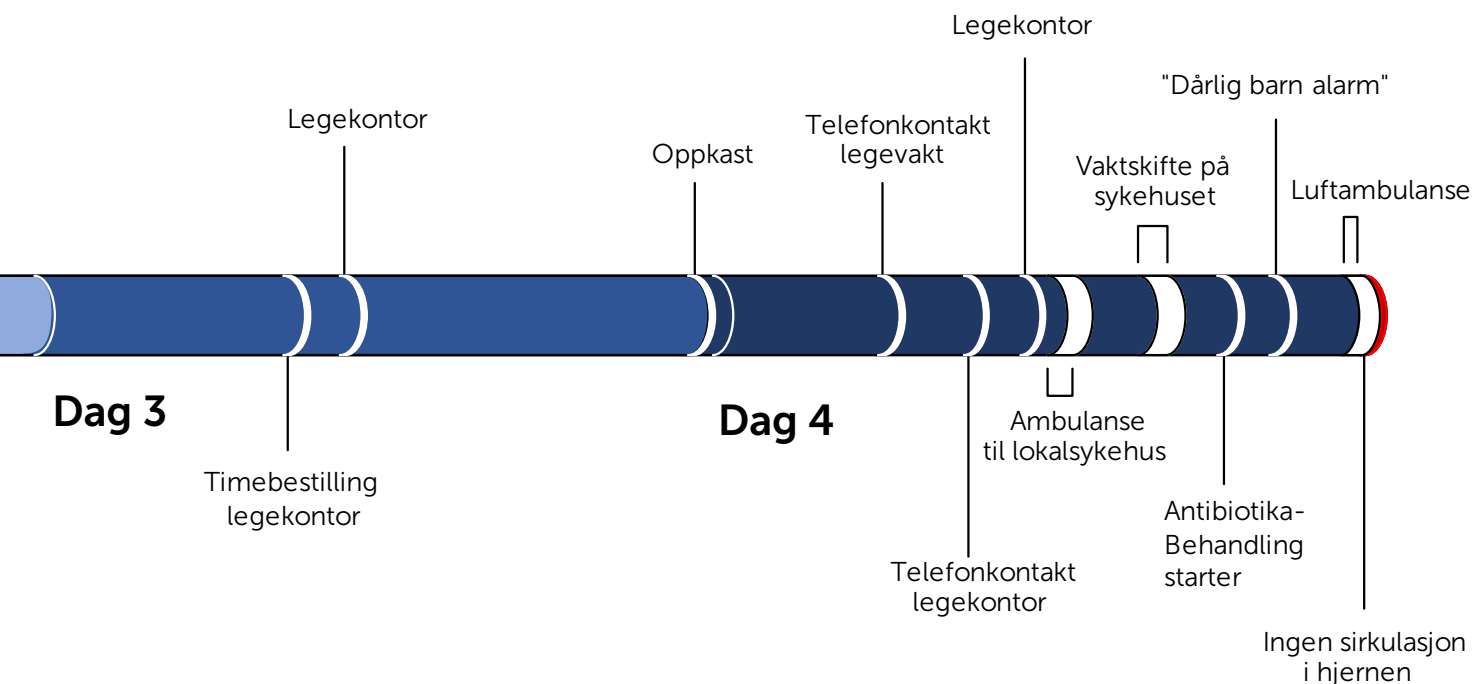 Legekontor
"Dårlig barn alarm"
Legekontor
Telefonkontakt
legevakt
Oppkast
Vaktskifte på
sykehuset
Luftambulanse
Dag 3
Dag 4
Ambulanse
til lokalsykehus
Timebestilling
legekontor
Antibiotika-
Behandling
starter
Telefonkontakt
legekontor
Ingen sirkulasjon
i hjernen